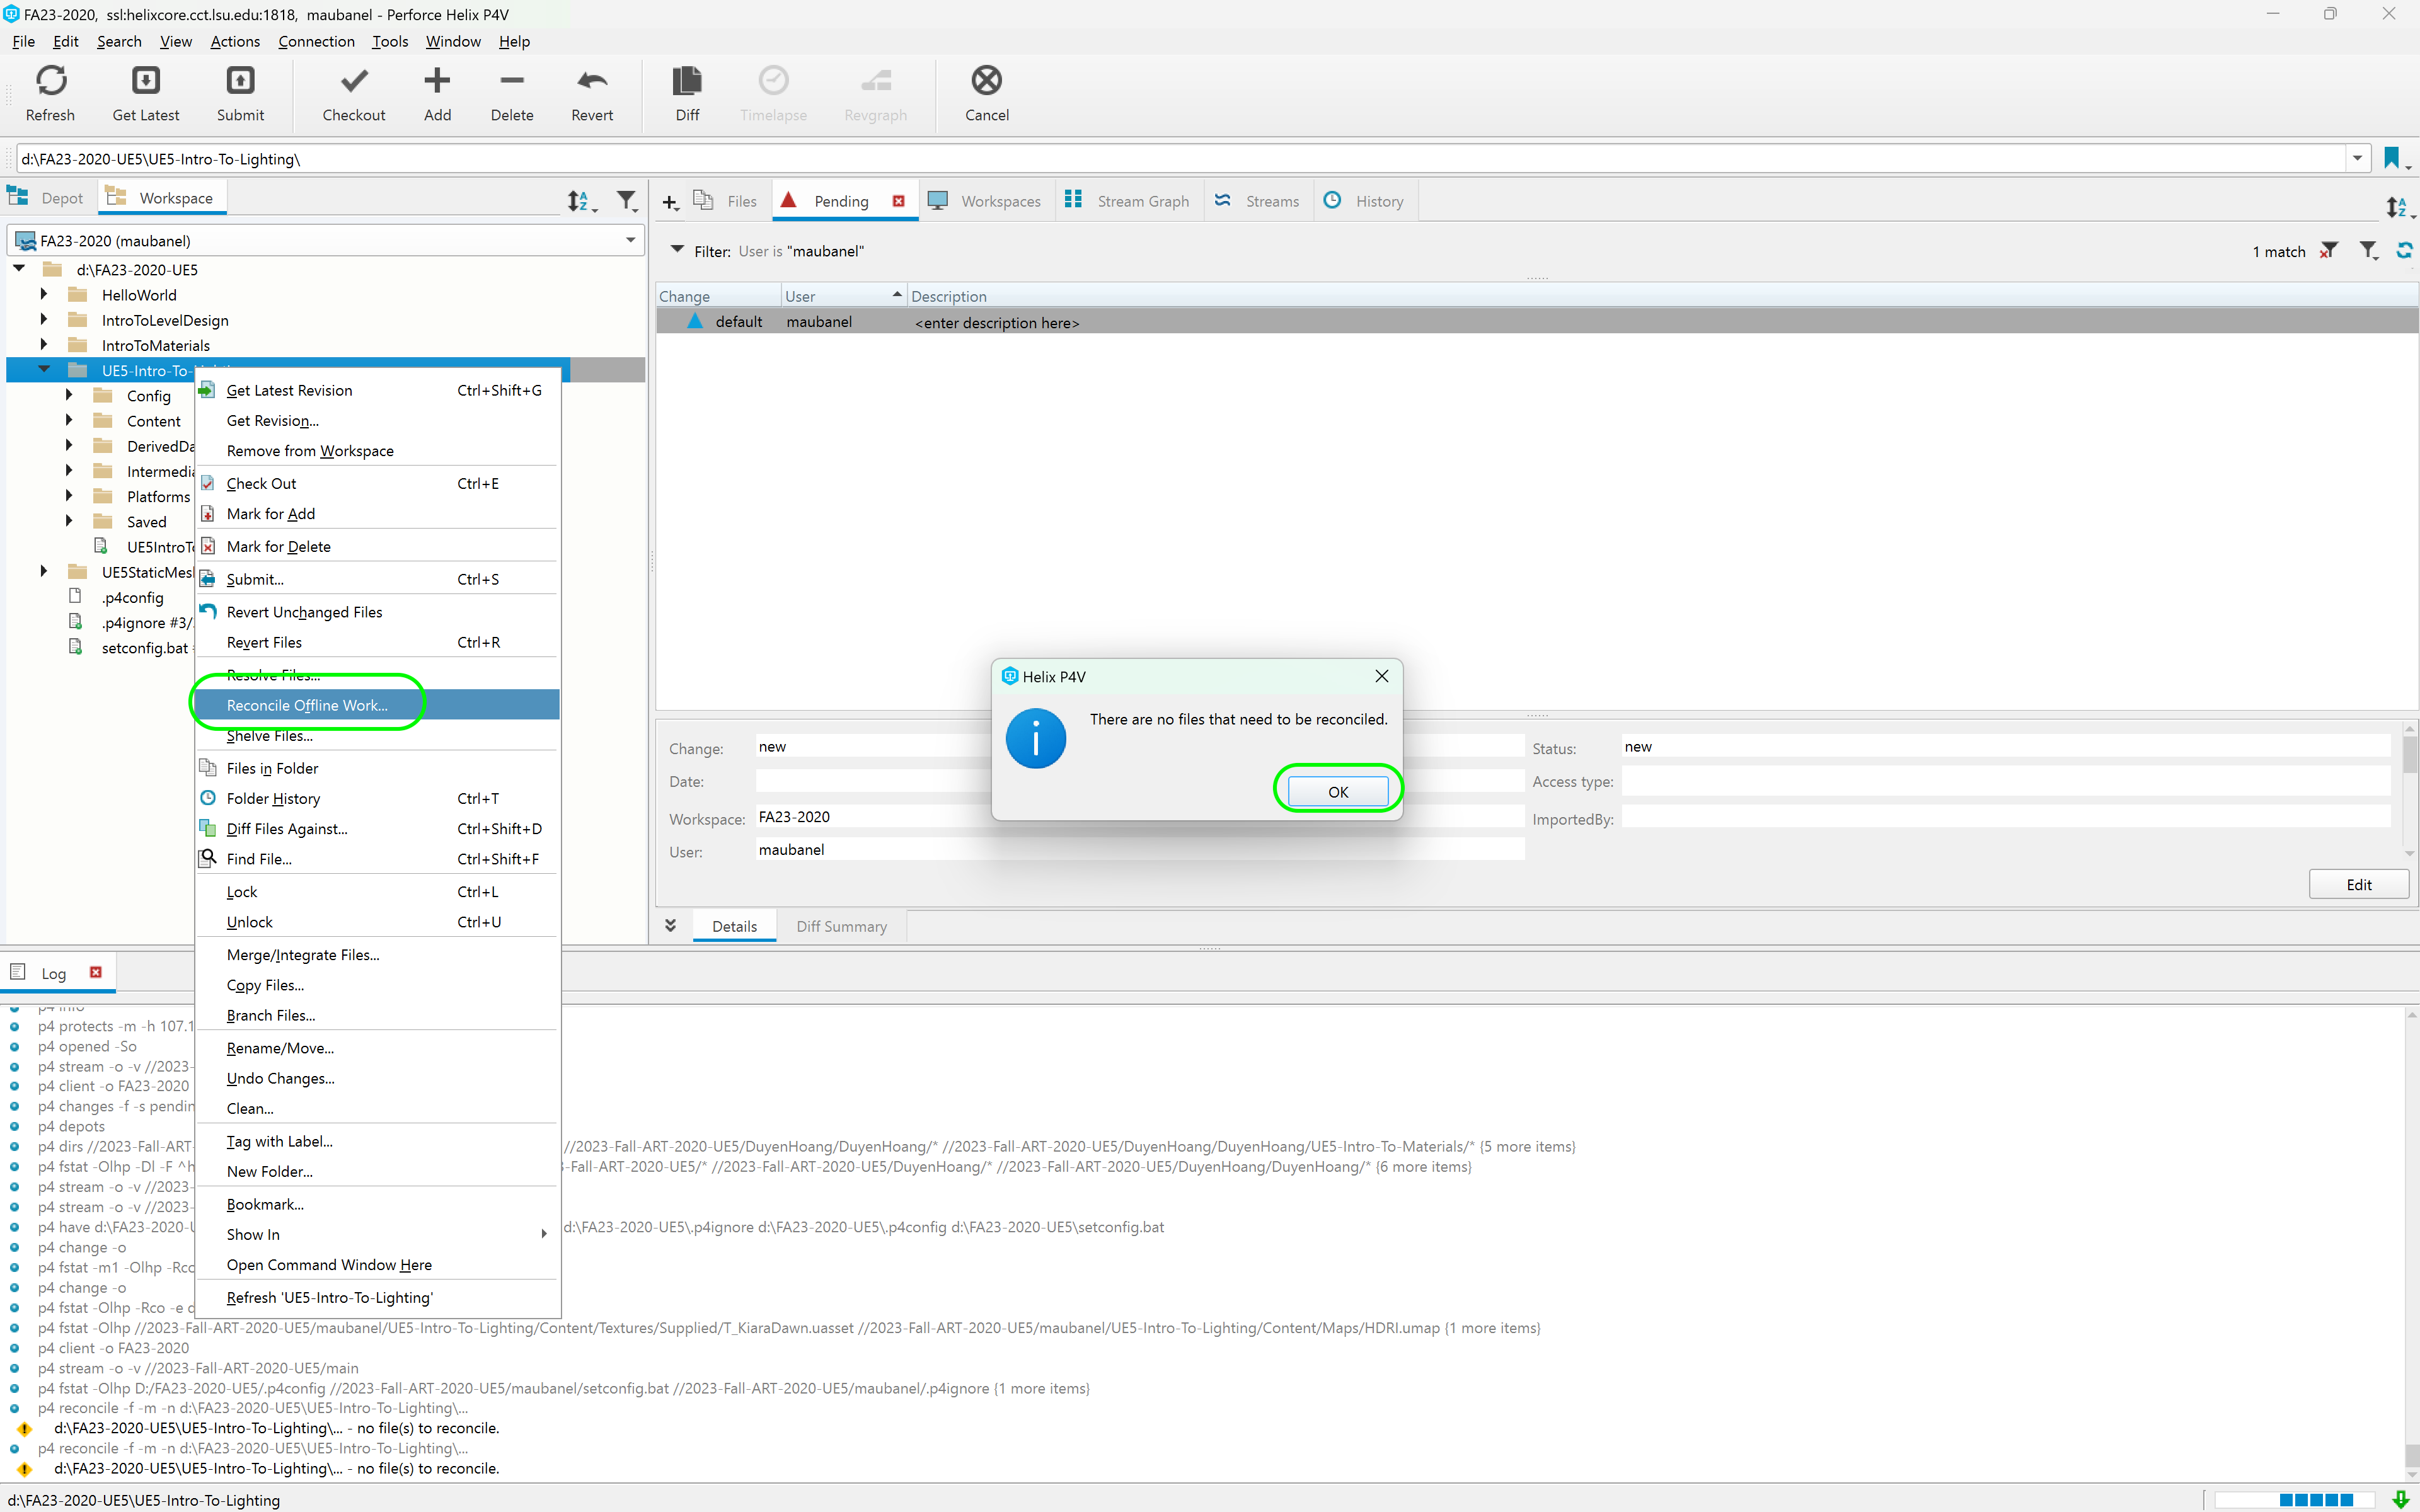 FA23-2020, ssl:helixcore.cct.lsu.edu:1818, maubanel - Perforce Helix P4V
File Edit Search View Actions Connection Tools Window Help
Refresh Get Latest Submit Checkout Add Delete Revert Diff Timelapse Revgraph Cancel
d:\FA23-2020-UE5\UE5-Intro-To-Lighting\
Depot Workspace
FA23-2020 (maubanel)
d:\FA23-2020-UE5
HelloWorld
IntroToLevelDesign
IntroToMaterials
UE5-Intro-To-
Config
Content
DerivedDa
Intermedia
Platforms
Saved
UE5IntroTo
UE5StaticMesh
.p4config
.p4ignore #3/
setconfig.bat
Get Latest Revision Ctrl+Shift+G
Get Revision...
Remove from Workspace
Check Out Ctrl+E
Mark for Add
Mark for Delete
Submit... Ctrl+S
Revert Unchanged Files
Revert Files Ctrl+R
Resolve Files...
Reconcile Offline Work...
Shelve Files...
Files in Folder
Folder History Ctrl+T
Diff Files Against... Ctrl+Shift+D
Find File... Ctrl+Shift+F
Lock Ctrl+L
Unlock Ctrl+U
Merge/Integrate Files...
Copy Files...
Branch Files...
Rename/Move...
Undo Changes...
Clean...
Tag with Label...
New Folder...
Bookmark...
Show In
Open Command Window Here
Refresh 'UE5-Intro-To-Lighting'
Files Pending Workspaces Stream Graph Streams History
Filter: User is "maubanel"
1 match
Change User Description
default maubanel <enter description here>
Helix P4V
There are no files that need to be reconciled.
OK
Change: new
Status: new
Date:
Access type:
Workspace: FA23-2020
ImportedBy:
User: maubanel
Edit
Details Diff Summary
Log
p4 info
p4 protects -m -h 107.1
p4 opened -So
p4 stream -o -v //2023-
p4 client -o FA23-2020
p4 changes -f -s pendin
p4 depots
p4 dirs //2023-Fall-ART- //2023-Fall-ART-2020-UE5/DuyenHoang/DuyenHoang/* //2023-Fall-ART-2020-UE5/DuyenHoang/DuyenHoang/UE5-Intro-To-Materials/* {5 more items}
p4 fstat -Olhp -Dl -F ^h 3-Fall-ART-2020-UE5/* //2023-Fall-ART-2020-UE5/DuyenHoang/* //2023-Fall-ART-2020-UE5/DuyenHoang/DuyenHoang/* {6 more items}
p4 stream -o -v //2023-
p4 stream -o -v //2023-
p4 have d:\FA23-2020-U d:\FA23-2020-UE5\.p4ignore d:\FA23-2020-UE5\.p4config d:\FA23-2020-UE5\setconfig.bat
p4 change -o
p4 fstat -m1 -Olhp -Rco
p4 change -o
p4 fstat -Olhp -Rco -e d
p4 fstat -Olhp //2023-Fall-ART-2020-UE5/maubanel/UE5-Intro-To-Lighting/Content/Textures/Supplied/T_KiaraDawn.uasset //2023-Fall-ART-2020-UE5/maubanel/UE5-Intro-To-Lighting/Content/Maps/HDRI.umap {1 more items}
p4 client -o FA23-2020
p4 stream -o -v //2023-Fall-ART-2020-UE5/main
p4 fstat -Olhp D:/FA23-2020-UE5/.p4config //2023-Fall-ART-2020-UE5/maubanel/setconfig.bat //2023-Fall-ART-2020-UE5/maubanel/.p4ignore {1 more items}
p4 reconcile -f -m -n d:\FA23-2020-UE5\UE5-Intro-To-Lighting\...
d:\FA23-2020-UE5\UE5-Intro-To-Lighting\... - no file(s) to reconcile.
p4 reconcile -f -m -n d:\FA23-2020-UE5\UE5-Intro-To-Lighting\...
d:\FA23-2020-UE5\UE5-Intro-To-Lighting\... - no file(s) to reconcile.
d:\FA23-2020-UE5\UE5-Intro-To-Lighting